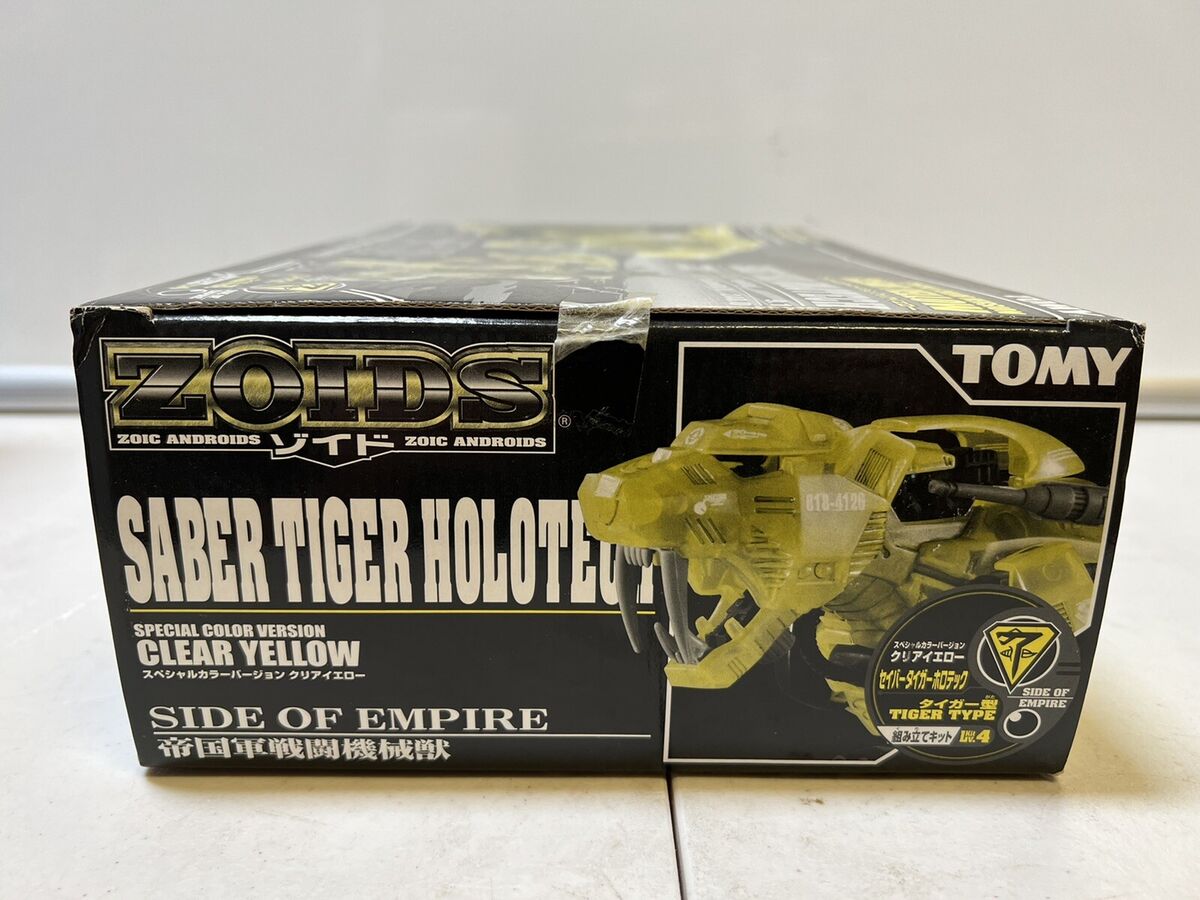 ZOIDS
ZOIC ANDROIDS ゾイド ZOIC ANDROIDS
®
SABER TIGER HOLOTECH
SPECIAL COLOR VERSION
CLEAR YELLOW
スペシャルカラーバージョン クリアイエロー
SIDE OF EMPIRE
帝国軍戦闘機械獣
TOMY
818-4126
スペシャルカラーバージョン
クリアイエロー
セイバータイガーホロテック
タイガー型
TIGER TYPE
組み立てキット Kit Lv.4
SIDE OF
EMPIRE